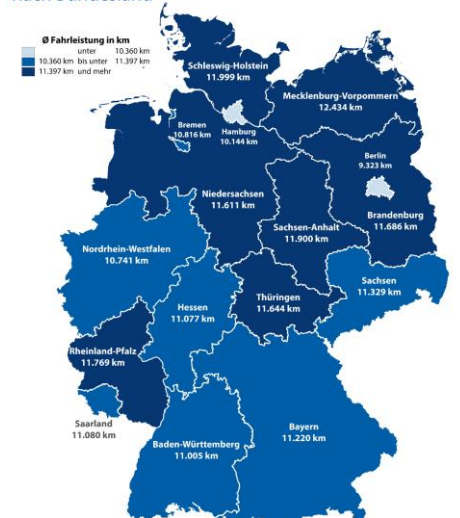 nach Bundesland
Ø Fahrleistung in km
unter 10.360 km
10.360 km bis unter 11.397 km
11.397 km und mehr
Schleswig-Holstein
11.999 km
Mecklenburg-Vorpommern
12.434 km
Bremen
10.816 km
Hamburg
10.144 km
Berlin
9.323 km
Niedersachsen
11.611 km
Brandenburg
11.686 km
Sachsen-Anhalt
11.900 km
Nordrhein-Westfalen
10.741 km
Sachsen
11.329 km
Hessen
11.077 km
Thüringen
11.644 km
Rheinland-Pfalz
11.769 km
Saarland
11.080 km
Bayern
11.220 km
Baden-Württemberg
11.005 km